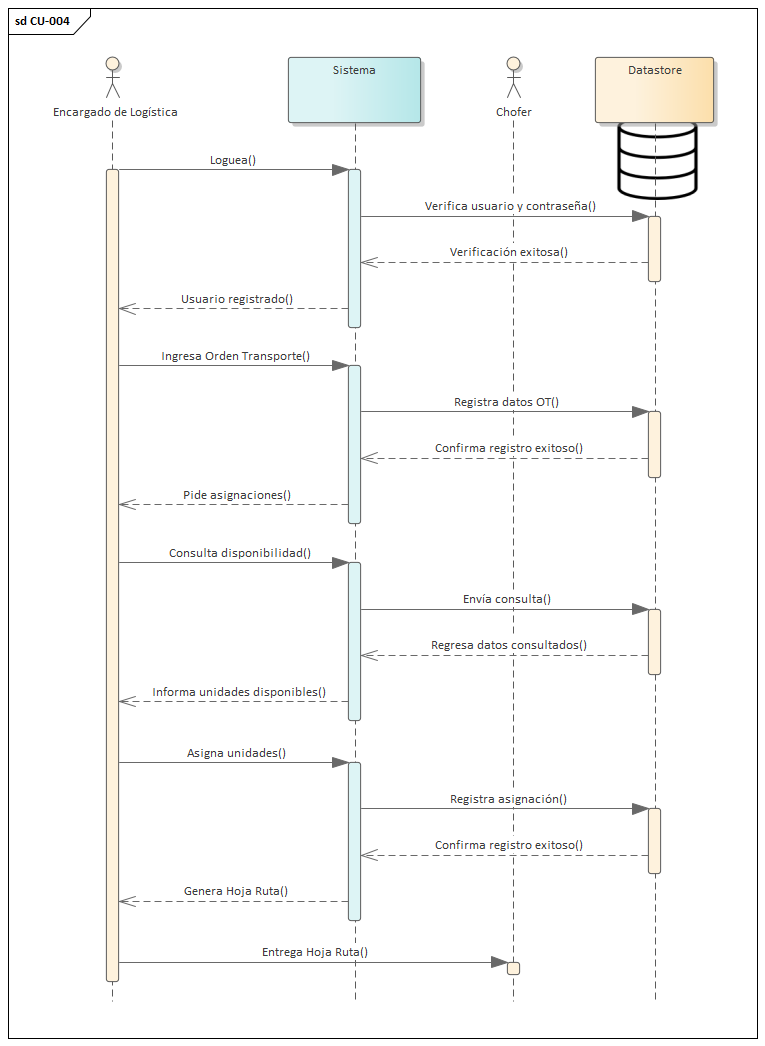 sd CU-004
Sistema
Datastore
Encargado de Logística
Chofer
Loguea()
Verifica usuario y contraseña()
Verificación exitosa()
Usuario registrado()
Ingresa Orden Transporte()
Registra datos OT()
Confirma registro exitoso()
Pide asignaciones()
Consulta disponibilidad()
Envía consulta()
Regresa datos consultados()
Informa unidades disponibles()
Asigna unidades()
Registra asignación()
Confirma registro exitoso()
Genera Hoja Ruta()
Entrega Hoja Ruta()